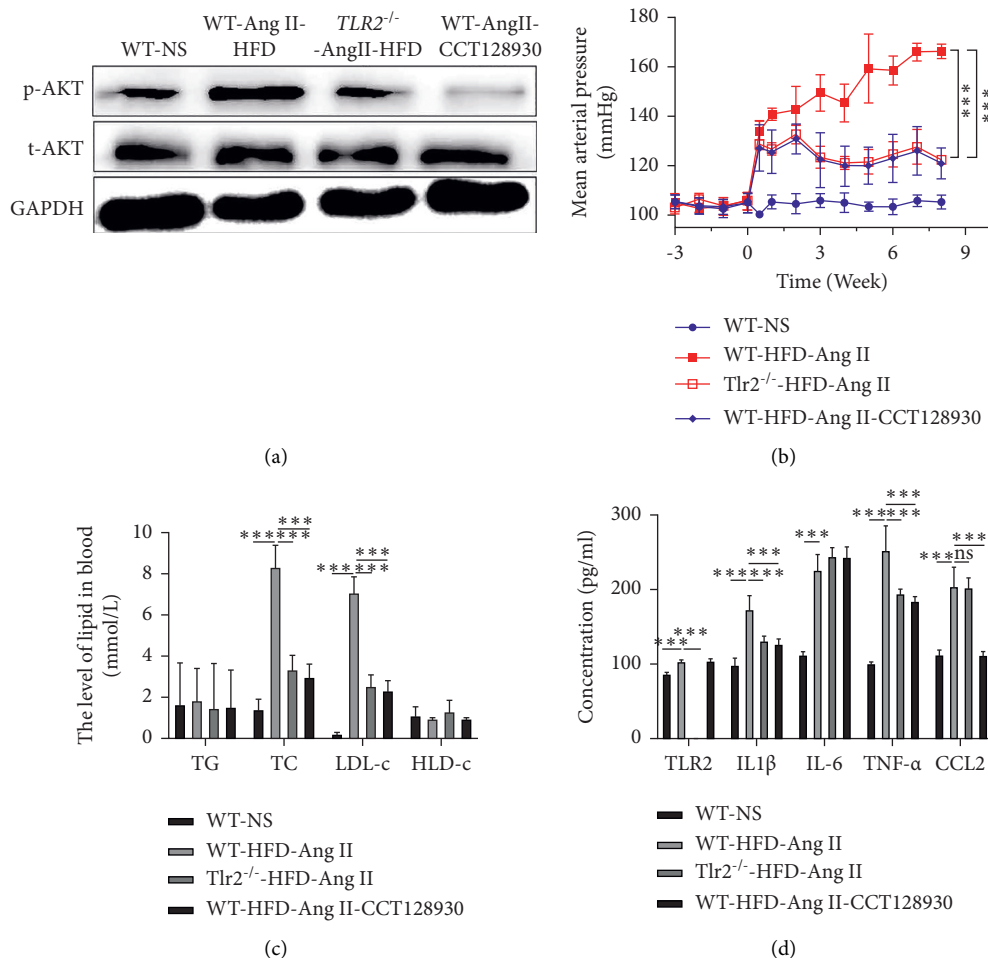 WT-NS
WT-Ang II-
HFD
TLR2-/-
-AngII-HFD
WT-AngII-
CCT128930
p-AKT
t-AKT
GAPDH
(a)
Mean arterial pressure
(mmHg)
160
140
120
100
-3
0
3
6
9
Time (Week)
***
***
WT-NS
WT-HFD-Ang II
Tlr2-/--HFD-Ang II
WT-HFD-Ang II-CCT128930
(b)
The level of lipid in blood
(mmol/L)
10
8
6
4
2
0
***
******
***
******
TG
TC
LDL-c
HLD-c
WT-NS
WT-HFD-Ang II
Tlr2-/--HFD-Ang II
WT-HFD-Ang II-CCT128930
(c)
Concentration (pg/ml)
300
250
200
150
100
50
0
***
***
***
******
***
***
******
***
***
ns
TLR2
IL1β
IL-6
TNF-α
CCL2
WT-NS
WT-HFD-Ang II
Tlr2-/--HFD-Ang II
WT-HFD-Ang II-CCT128930
(d)